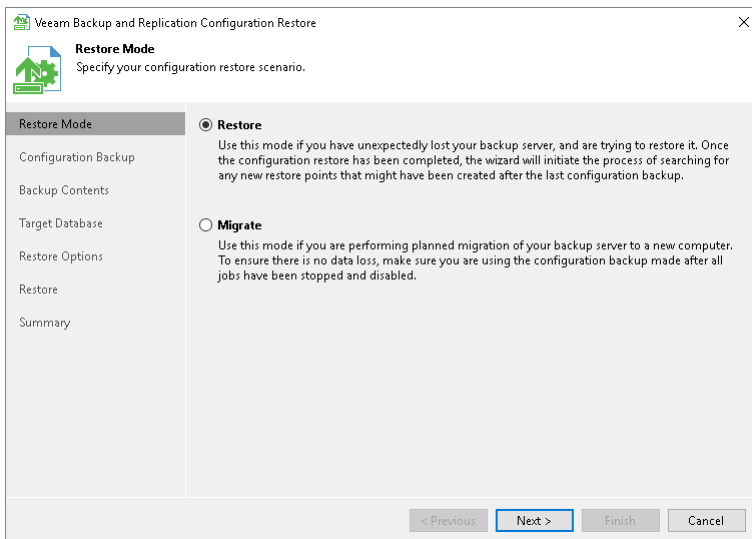 Veeam Backup and Replication Configuration Restore
Restore Mode
Specify your configuration restore scenario.
Restore Mode
Configuration Backup
Backup Contents
Target Database
Restore Options
Restore
Summary
Restore
Use this mode if you have unexpectedly lost your backup server, and are trying to restore it. Once
the configuration restore has been completed, the wizard will initiate the process of searching for
any new restore points that might have been created after the last configuration backup.
Migrate
Use this mode if you are performing planned migration of your backup server to a new computer.
To ensure there is no data loss, make sure you are using the configuration backup made after all
jobs have been stopped and disabled.
< Previous
Next >
Finish
Cancel